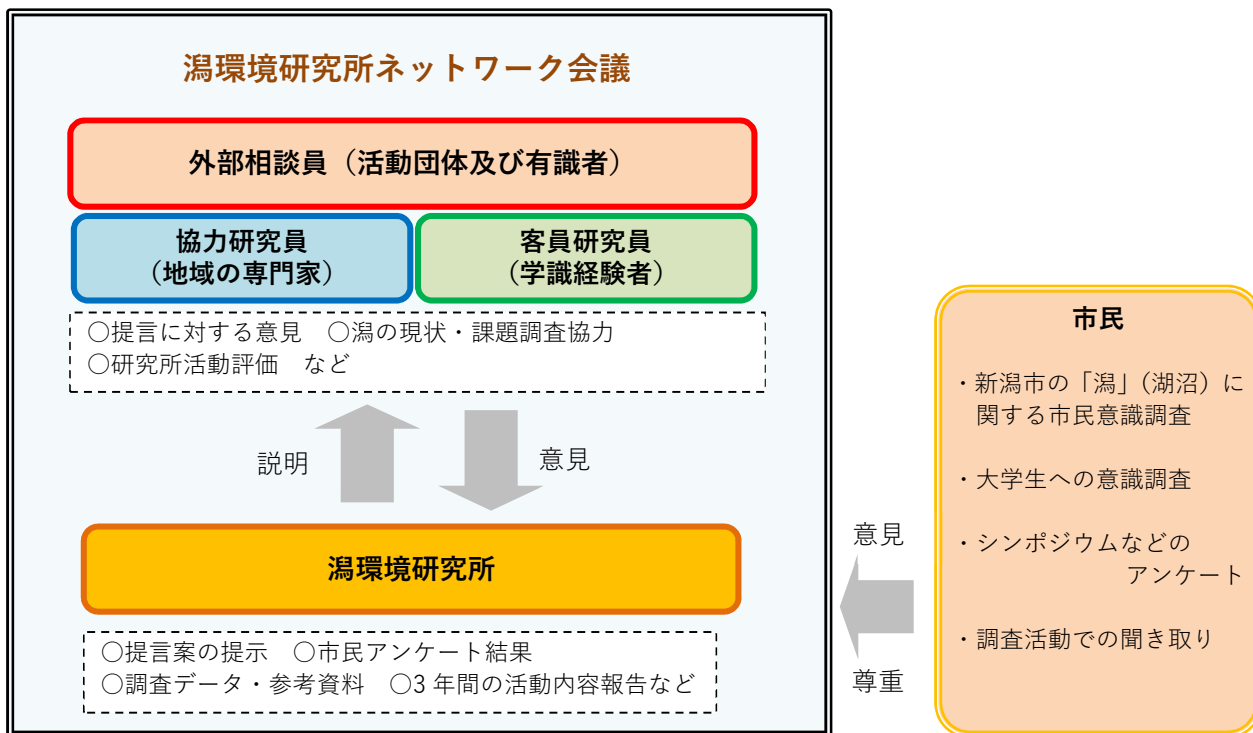 潟環境研究所ネットワーク会議
外部相談員（活動団体及び有識者）
協力研究員
（地域の専門家）
客員研究員
（学識経験者）
〇提言に対する意見　〇潟の現状・課題調査協力
〇研究所活動評価　など
説明
意見
潟環境研究所
〇提言案の提示　〇市民アンケート結果
〇調査データ・参考資料　〇3 年間の活動内容報告など
意見
尊重
市民
・新潟市の「潟」（湖沼）に
関する市民意識調査
・大学生への意識調査
・シンポジウムなどの
アンケート
・調査活動での聞き取り